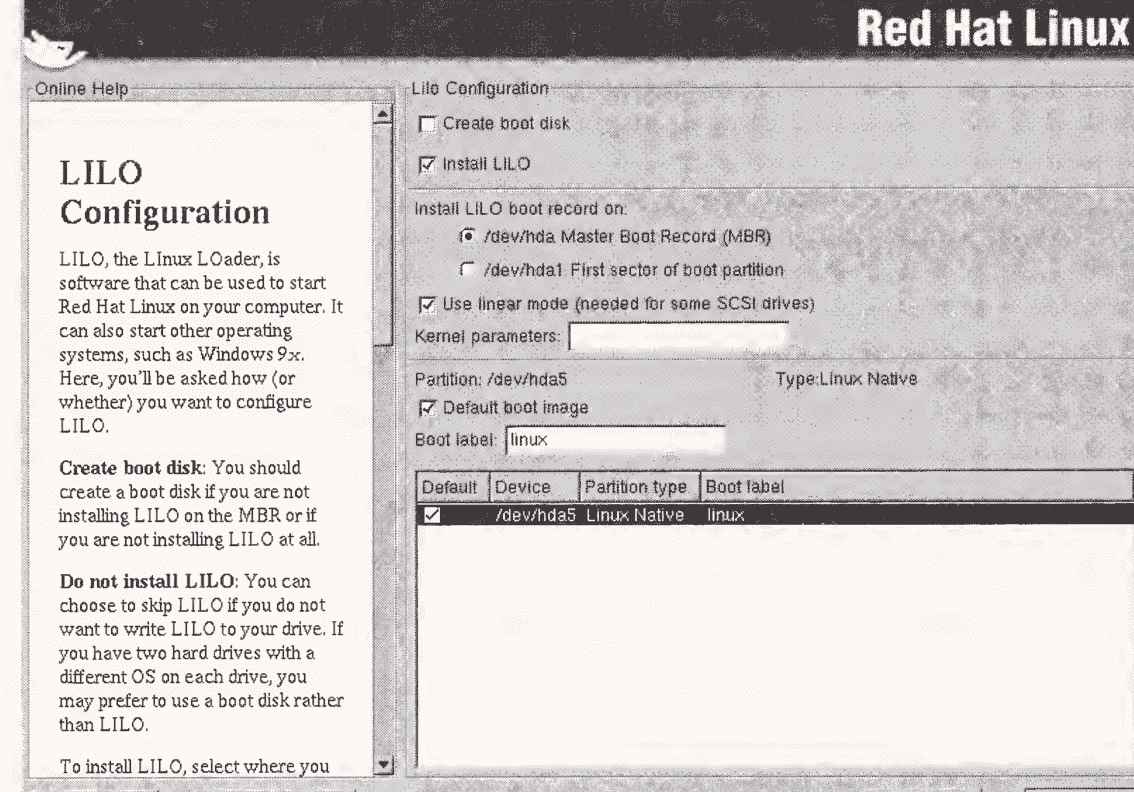 Red Hat Linux
Online Help
LILO
Configuration
LILO, the LInux LOader, is
software that can be used to start
Red Hat Linux on your computer. It
can also start other operating
systems, such as Windows 9x.
Here, you'll be asked how (or
whether) you want to configure
LILO.
Create boot disk: You should
create a boot disk if you are not
installing LILO on the MBR or if
you are not installing LILO at all.
Do not install LILO: You can
choose to skip LILO if you do not
want to write LILO to your drive. If
you have two hard drives with a
different OS on each drive, you
may prefer to use a boot disk rather
than LILO.
To install LILO, select where you
Lilo Configuration
Create boot disk
Install LILO
Install LILO boot record on:
/dev/hda Master Boot Record (MBR)
/dev/hda1 First sector of boot partition
Use linear mode (needed for some SCSI drives)
Kernel parameters:
Partition: /dev/hda5 Type:Linux Native
Default boot image
Boot label: linux
Default Device Partition type Boot label
/dev/hda5 Linux Native linux